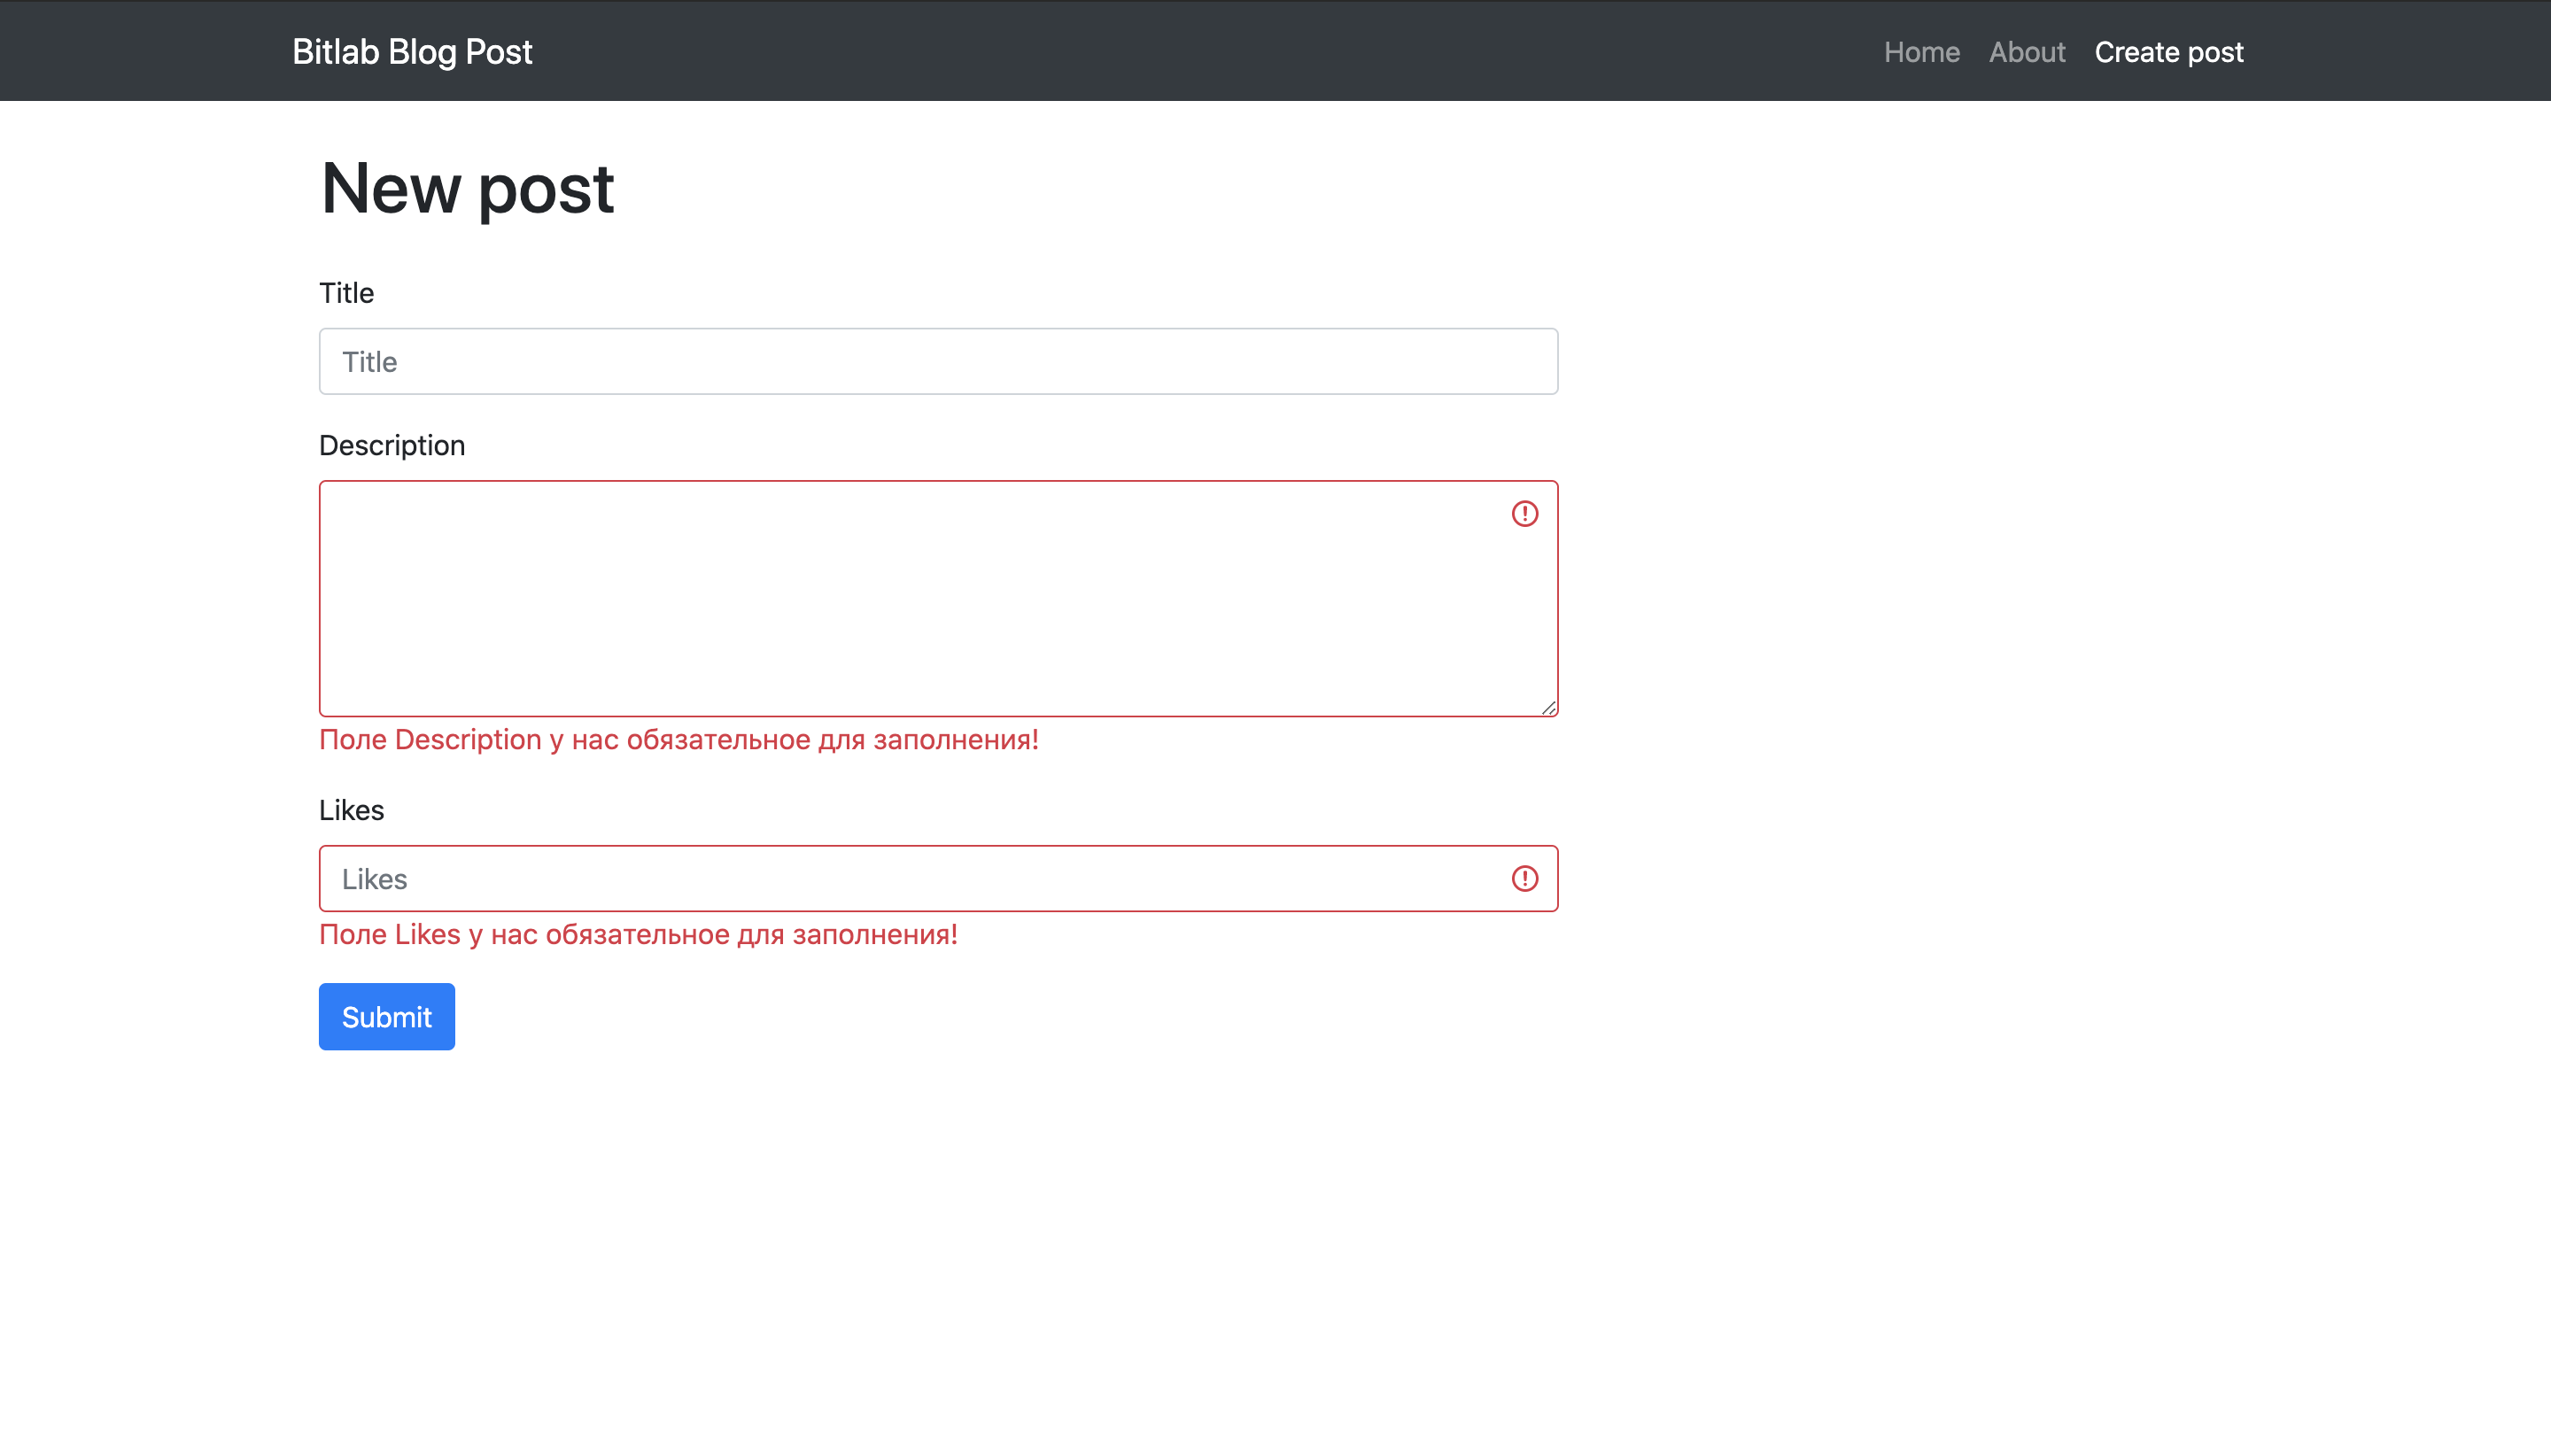 Bitlab Blog Post
Home About Create post
New post
Title
Title
Description
Поле Description у нас обязательное для заполнения!
Likes
Likes
Поле Likes у нас обязательное для заполнения!
Submit